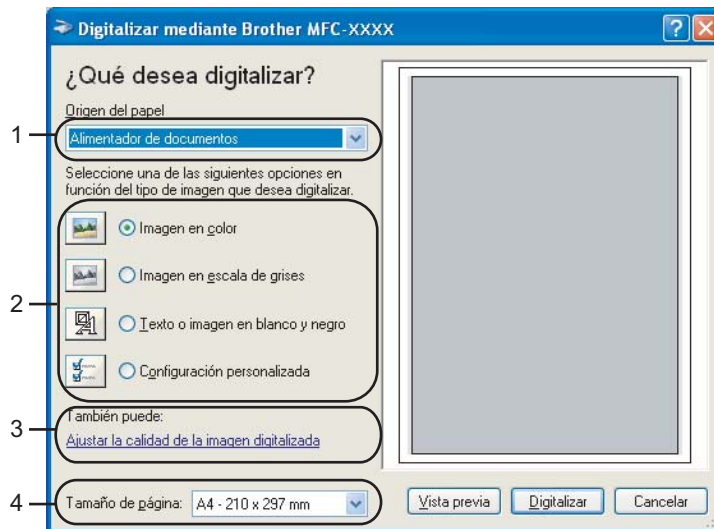 Digitalizar mediante Brother MFC-XXXX
¿Qué desea digitalizar?
Origen del papel
1
Alimentador de documentos
Seleccione una de las siguientes opciones en
función del tipo de imagen que desea digitalizar.
2
Imagen en color
Imagen en escala de grises
Texto o imagen en blanco y negro
Configuración personalizada
3
También puede:
Ajustar la calidad de la imagen digitalizada
4
Tamaño de página: A4 - 210 x 297 mm
Vista previa Digitalizar Cancelar